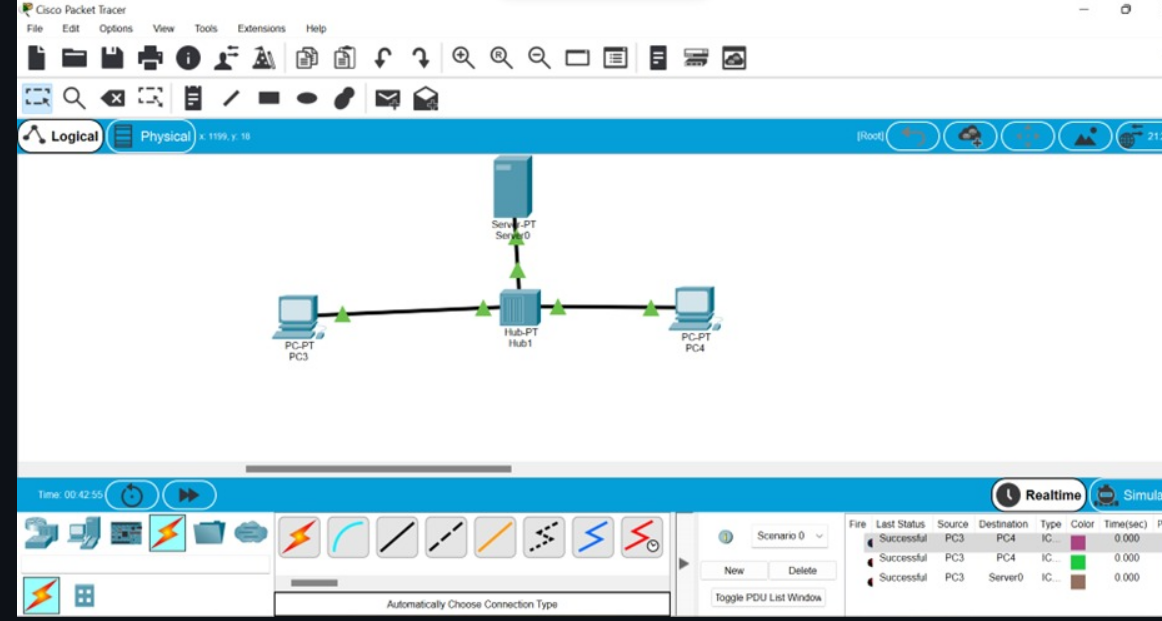 Cisco Packet Tracer
File Edit Options View Tools Extensions Help
Logical Physical x: 1199, y: 18 [Root] 21:
Server-PT
Server0
PC-PT
PC3
Hub-PT
Hub1
PC-PT
PC4
Time: 00:42:55 Realtime Simula
Scenario 0
New Delete
Toggle PDU List Window
Automatically Choose Connection Type
Fire Last Status Source Destination Type Color Time(sec) P
Successful PC3 PC4 IC... 0.000
Successful PC3 PC4 IC... 0.000
Successful PC3 Server0 IC... 0.000